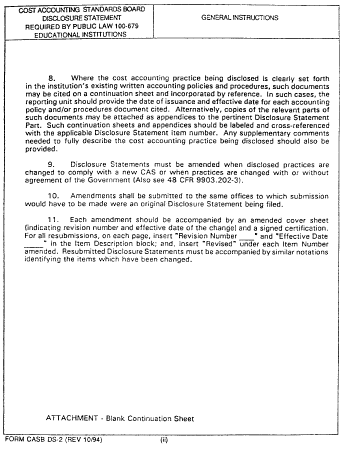 COST ACCOUNTING STANDARDS BOARD
DISCLOSURE STATEMENT
REQUIRED BY PUBLIC LAW 100-679
EDUCATIONAL INSTITUTIONS
GENERAL INSTRUCTIONS
8. Where the cost accounting practice being disclosed is clearly set forth
in the institution's existing written accounting policies and procedures, such documents
may be cited on a continuation sheet and incorporated by reference. In such cases, the
reporting unit should provide the date of issuance and effective date for each accounting
policy and/or procedures document cited. Alternatively, copies of the relevant parts of
such documents may be attached as appendices to the pertinent Disclosure Statement
Part. Such continuation sheets and appendices should be labeled and cross-referenced
with the applicable Disclosure Statement item number. Any supplementary comments
needed to fully describe the cost accounting practice being disclosed should also be
provided.
9. Disclosure Statements must be amended when disclosed practices are
changed to comply with a new CAS or when practices are changed with or without
agreement of the Government (Also see 48 CFR 9903.202-3).
10. Amendments shall be submitted to the same offices to which submission
would have to be made were an original Disclosure Statement being filed.
11. Each amendment should be accompanied by an amended cover sheet
(indicating revision number and effective date of the change) and a signed certification.
For all resubmissions, on each page, insert "Revision Number ____" and "Effective Date
____" in the Item Description block; and, insert "Revised" under each Item Number
amended. Resubmitted Disclosure Statements must be accompanied by similar notations
identifying the items which have been changed.
ATTACHMENT - Blank Continuation Sheet
FORM CASB DS-2 (REV 10/94) (ii)